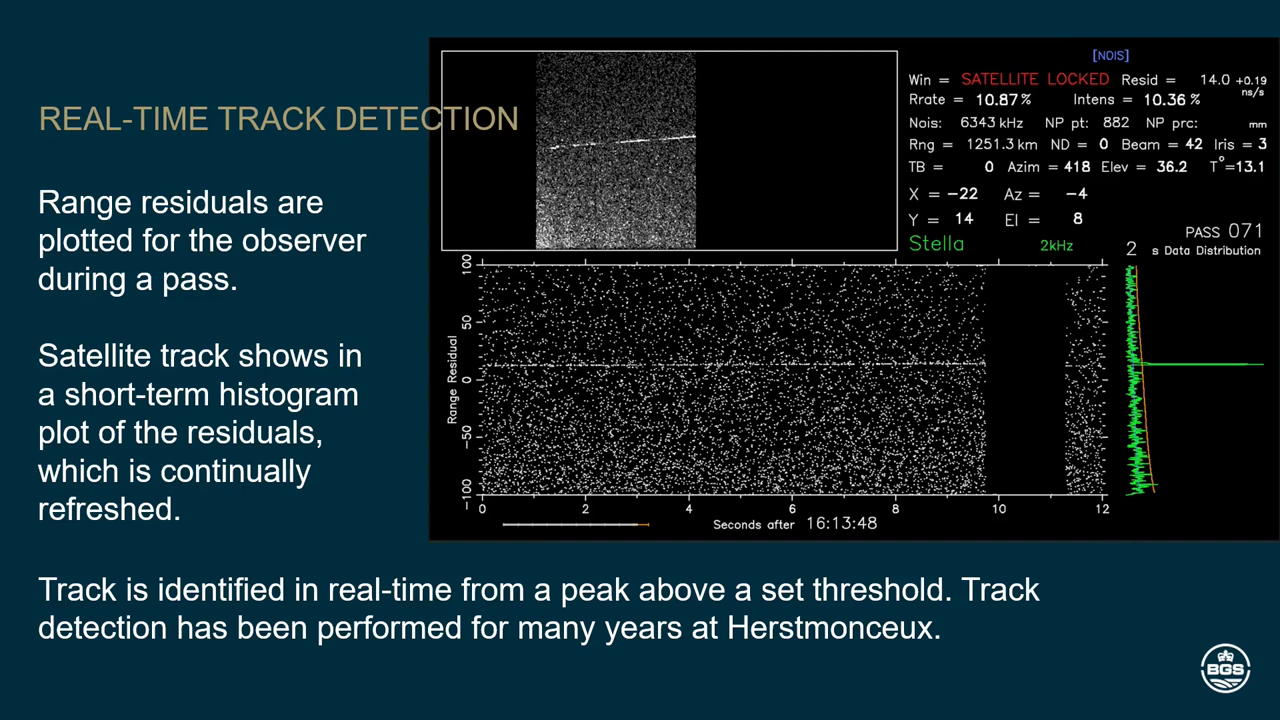 REAL-TIME TRACK DETECTION
Range residuals are
plotted for the observer
during a pass.
Satellite track shows in
a short-term histogram
plot of the residuals,
which is continually
refreshed.
[NOIS]
Win = SATELLITE LOCKED Resid = 14.0 +0.19
ns/s
Rrate = 10.87% Intens = 10.36 %
Nois: 6343 kHz NP pt: 882 NP prc: mm
Rng = 1251.3 km ND = 0 Beam = 42 Iris = 3
TB = 0 Azim = 418 Elev = 36.2 T°=13.1
X = -22 Az = -4
Y = 14 El = 8
PASS 071
Stella 2kHz
2 s Data Distribution
Range Residual
100
50
0
-50
-100
0 2 4 6 8 10 12
Seconds after 16:13:48
Track is identified in real-time from a peak above a set threshold. Track
detection has been performed for many years at Herstmonceux.
BGS